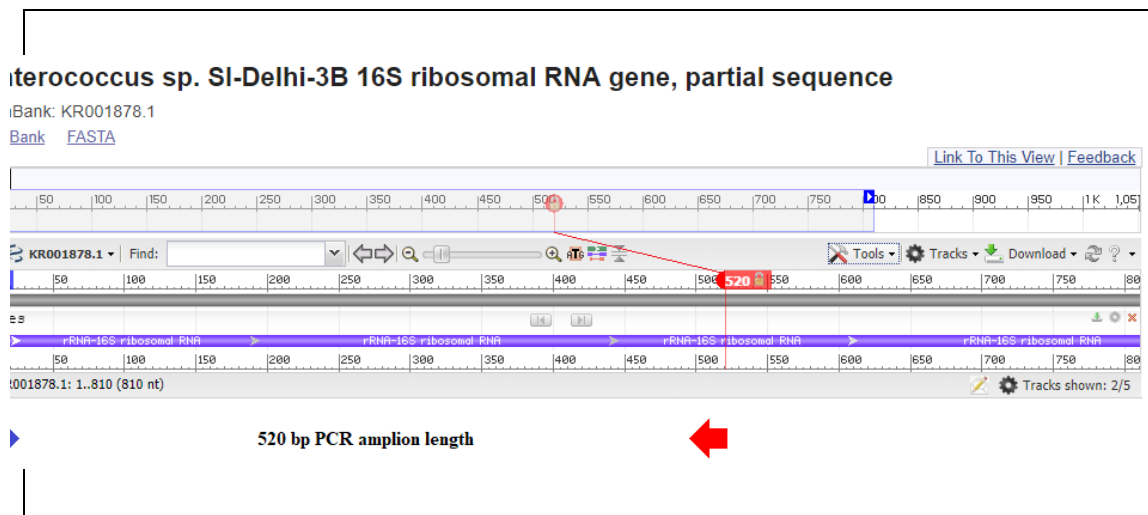 terococcus sp. SI-Delhi-3B 16S ribosomal RNA gene, partial sequence
Bank: KR001878.1
Bank FASTA
Link To This View | Feedback
50 100 150 200 250 300 350 400 450 500 550 600 650 700 750 800 850 900 950 1K 1,05
KR001878.1 Find: ATG Tools Tracks Download ?
50 100 150 200 250 300 350 400 450 500 520 550 600 650 700 750 80
es
rRNA-16S ribosomal RNA rRNA-16S ribosomal RNA rRNA-16S ribosomal RNA rRNA-16S ribosomal RNA
50 100 150 200 250 300 350 400 450 500 550 600 650 700 750 80
001878.1: 1..810 (810 nt) Tracks shown: 2/5
520 bp PCR amplion length